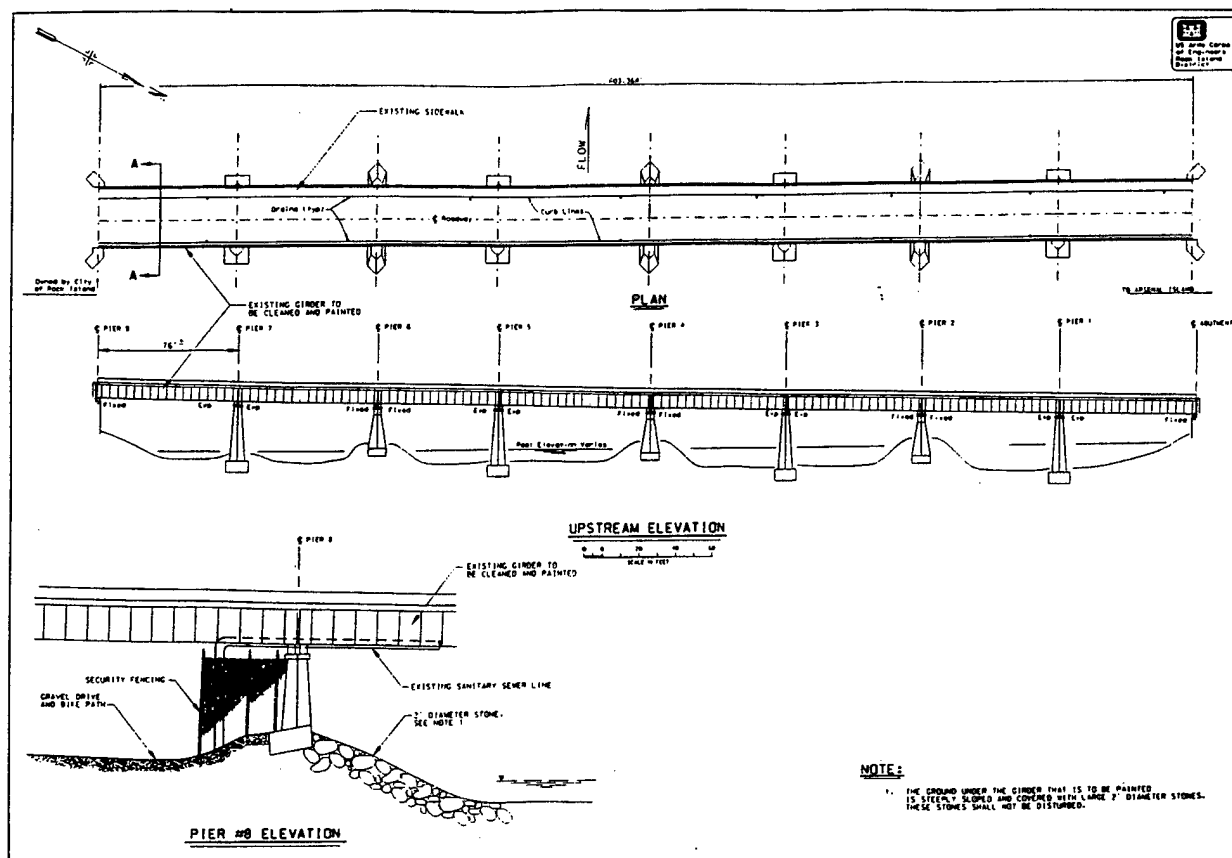 US Army Corps
of Engineers
Rock Island
District
EXISTING SIDEWALK
FLOW
A
Drains (Typ)
℄ Roadway
Curb Lines
A
Owned by City
of Rock Island
EXISTING GIRDER TO
BE CLEANED AND PAINTED
PLAN
TO ARSENAL ISLAND
℄ PIER 7
℄ PIER 6
℄ PIER 5
℄ PIER 4
℄ PIER 3
℄ PIER 2
℄ PIER 1
℄ ABUTMENT
Fixed Exp Fixed Fixed Exp Exp Fixed Fixed Exp Exp Fixed Fixed Exp Exp Fixed
Pool Elevation Varies
UPSTREAM ELEVATION
SCALE IN FEET
℄ PIER 8
EXISTING GIRDER TO
BE CLEANED AND PAINTED
SECURITY FENCING
GRAVEL DRIVE
AND BIKE PATH
EXISTING SANITARY SEWER LINE
2' DIAMETER STONE.
SEE NOTE 1
PIER #8 ELEVATION
NOTE:
1. THE GROUND UNDER THE GIRDER THAT IS TO BE PAINTED
IS STEEPLY SLOPED AND COVERED WITH LARGE 2' DIAMETER STONES.
THESE STONES SHALL NOT BE DISTURBED.